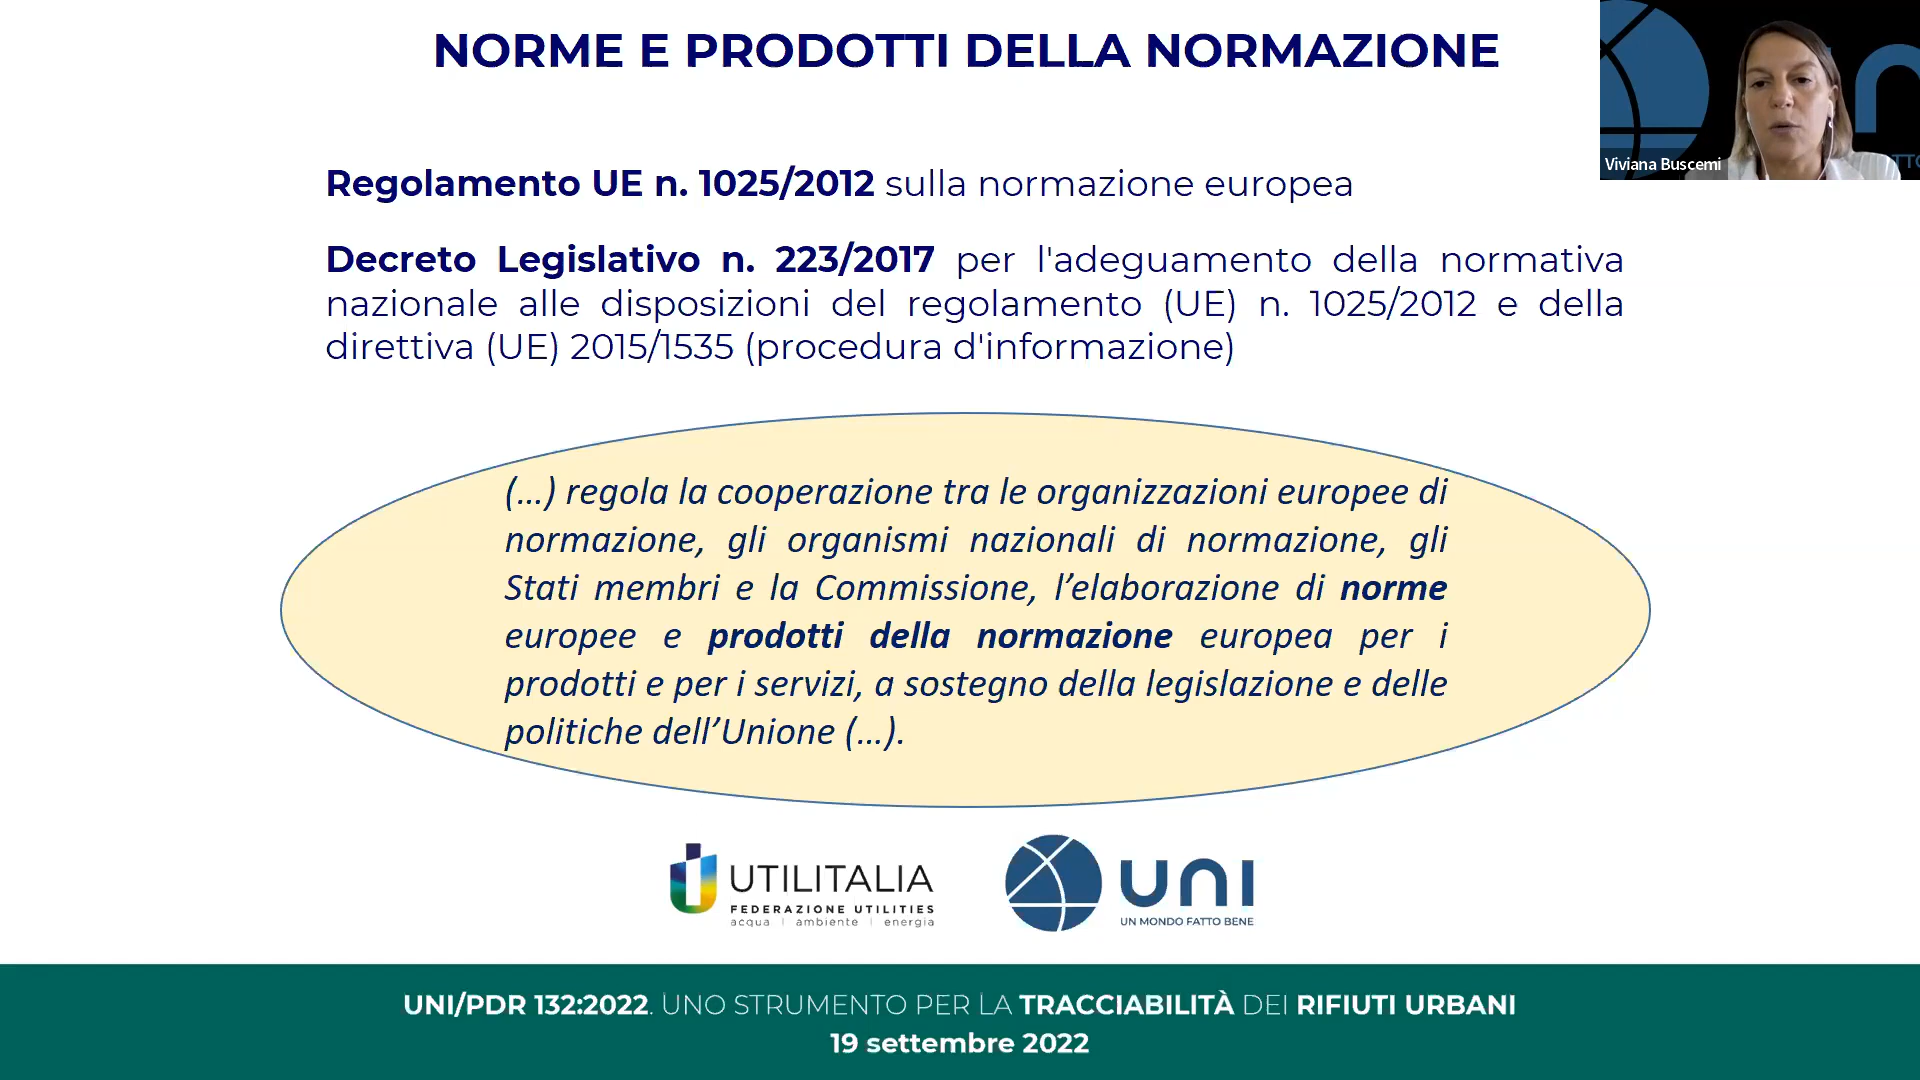 NORME E PRODOTTI DELLA NORMAZIONE
Viviana Buscemi
Regolamento UE n. 1025/2012 sulla normazione europea
Decreto Legislativo n. 223/2017 per l'adeguamento della normativa
nazionale alle disposizioni del regolamento (UE) n. 1025/2012 e della
direttiva (UE) 2015/1535 (procedura d'informazione)
(...) regola la cooperazione tra le organizzazioni europee di
normazione, gli organismi nazionali di normazione, gli
Stati membri e la Commissione, l’elaborazione di norme
europee e prodotti della normazione europea per i
prodotti e per i servizi, a sostegno della legislazione e delle
politiche dell’Unione (...).
UTILITALIA
FEDERAZIONE UTILITIES
acqua | ambiente | energia
UNI
UN MONDO FATTO BENE
UNI/PDR 132:2022. UNO STRUMENTO PER LA TRACCIABILITÀ DEI RIFIUTI URBANI
19 settembre 2022